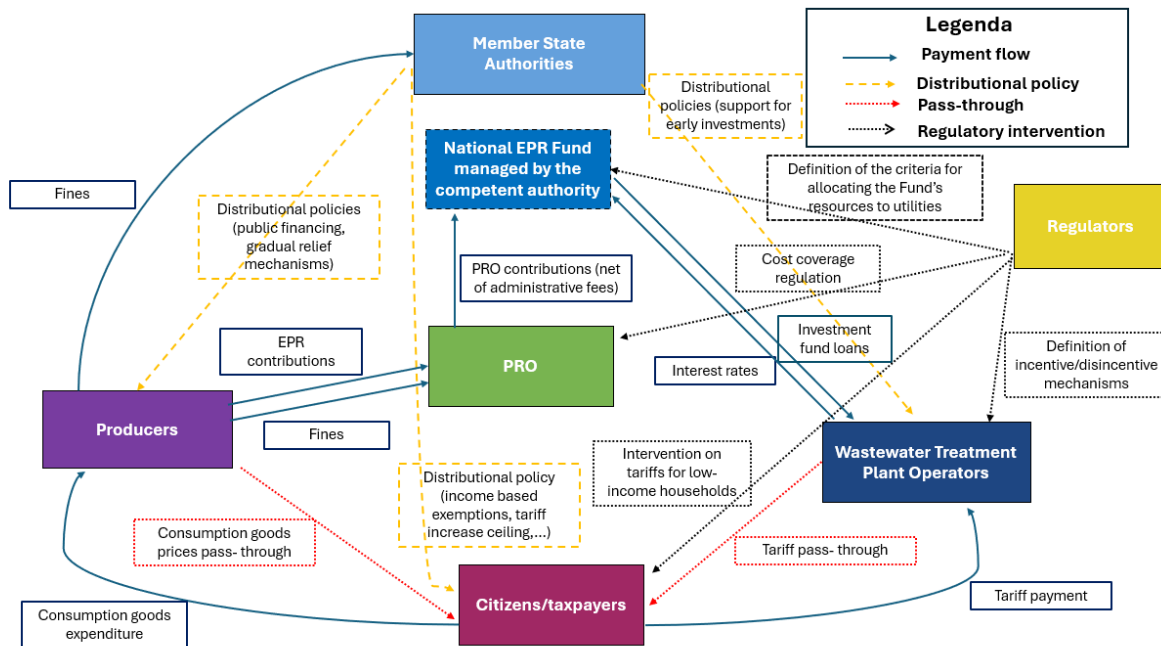 Member State
Authorities
Legenda
Payment flow
Distributional policy
Pass-through
Regulatory intervention
Distributional
policies (support for
early investments)
National EPR Fund
managed by the
competent authority
Definition of the criteria for
allocating the Fund's
resources to utilities
Regulators
Fines
Distributional policies
(public financing,
gradual relief
mechanisms)
PRO contributions (net
of administrative fees)
Cost coverage
regulation
EPR
contributions
PRO
Investment
fund loans
Interest rates
Definition of
incentive/disincentive
mechanisms
Producers
Fines
Wastewater Treatment
Plant Operators
Intervention on
tariffs for low-
income households
Distributional policy
(income based
exemptions, tariff
increase ceiling,...)
Consumption goods
prices pass- through
Tariff pass- through
Citizens/taxpayers
Tariff payment
Consumption goods
expenditure